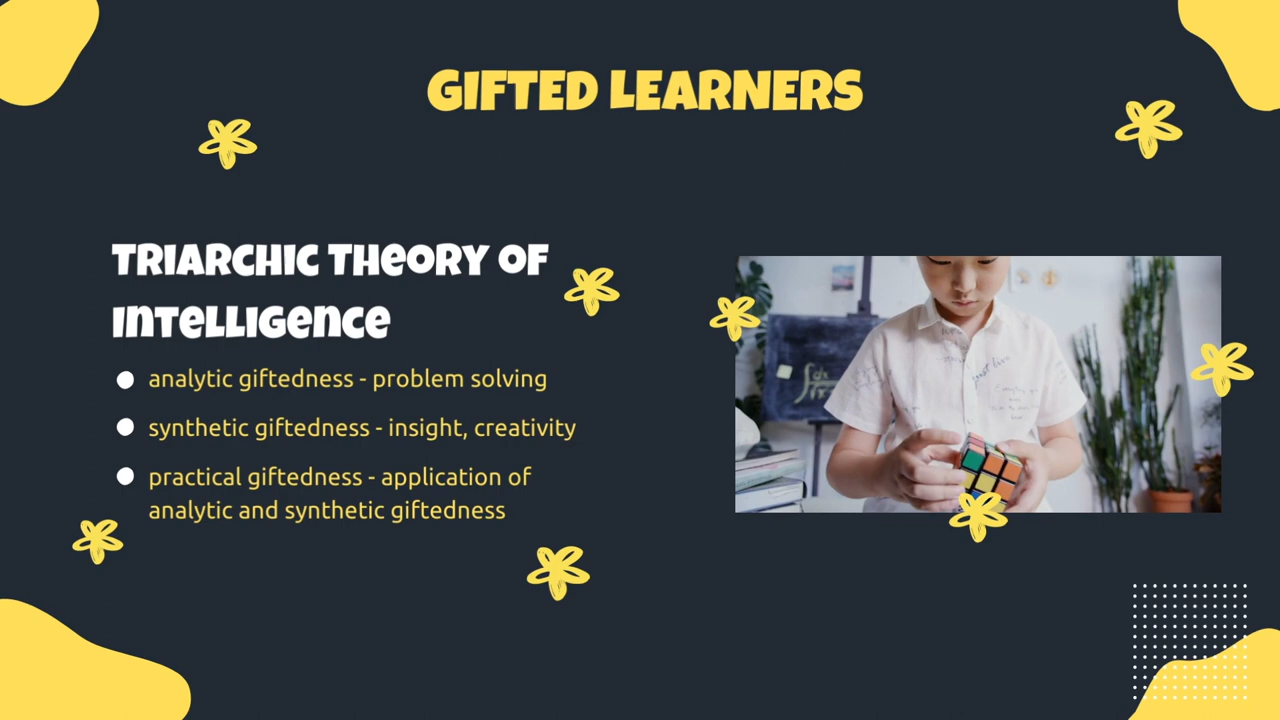 GIFTED LEARNERS
TRIARCHIC THEORY OF
INTELLIGENCE
analytic giftedness - problem solving
synthetic giftedness - insight, creativity
practical giftedness - application of
analytic and synthetic giftedness